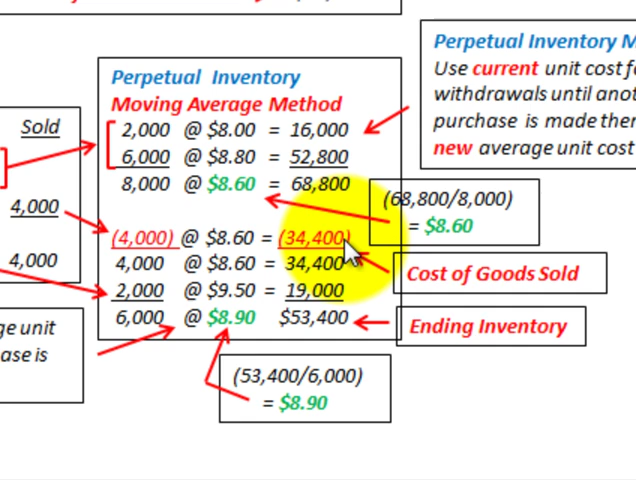 Perpetual Inventory
Moving Average Method
2,000 @ $8.00 = 16,000
6,000 @ $8.80 = 52,800
8,000 @ $8.60 = 68,800
(4,000) @ $8.60 = (34,400)
4,000 @ $8.60 = 34,400
2,000 @ $9.50 = 19,000
6,000 @ $8.90 $53,400
Sold
4,000
4,000
Perpetual Inventory M
Use current unit cost
withdrawals until
purchase is made
new average unit cost
(68,800/8,000)
= $8.60
Cost of Goods Sold
Ending Inventory
unit
is
(53,400/6,000)
= $8.90